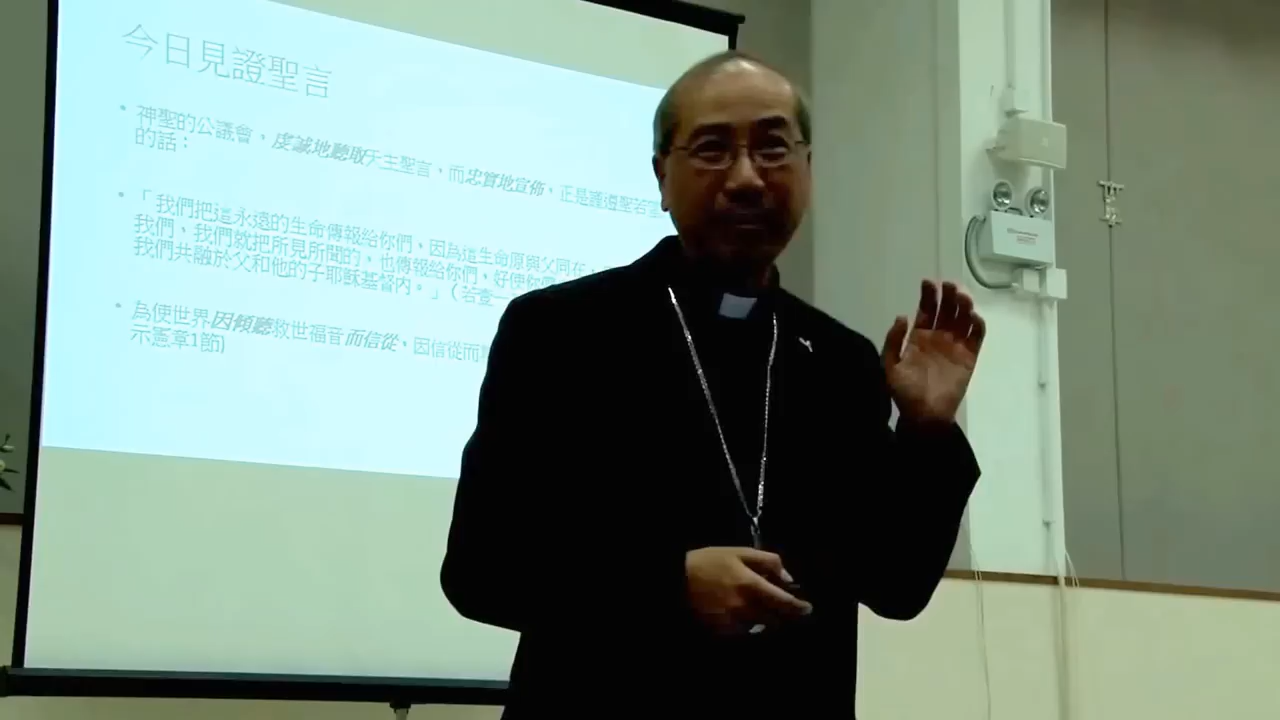 今日見證聖言
• 神聖的公議會，虔誠地聽取天主聖言，而忠實地宣佈，正是遵聖若
的話：
• 「我們把這永遠的生命傳報給你們，因為這生命原與父同在，
我們，我們就把所見所聞的，也傳報給你們，好使你們
我們共融於父和他的子耶穌基督內。」（若壹一
• 為使世界因傾聽救世福音而信從，因信從而
示憲章1節)